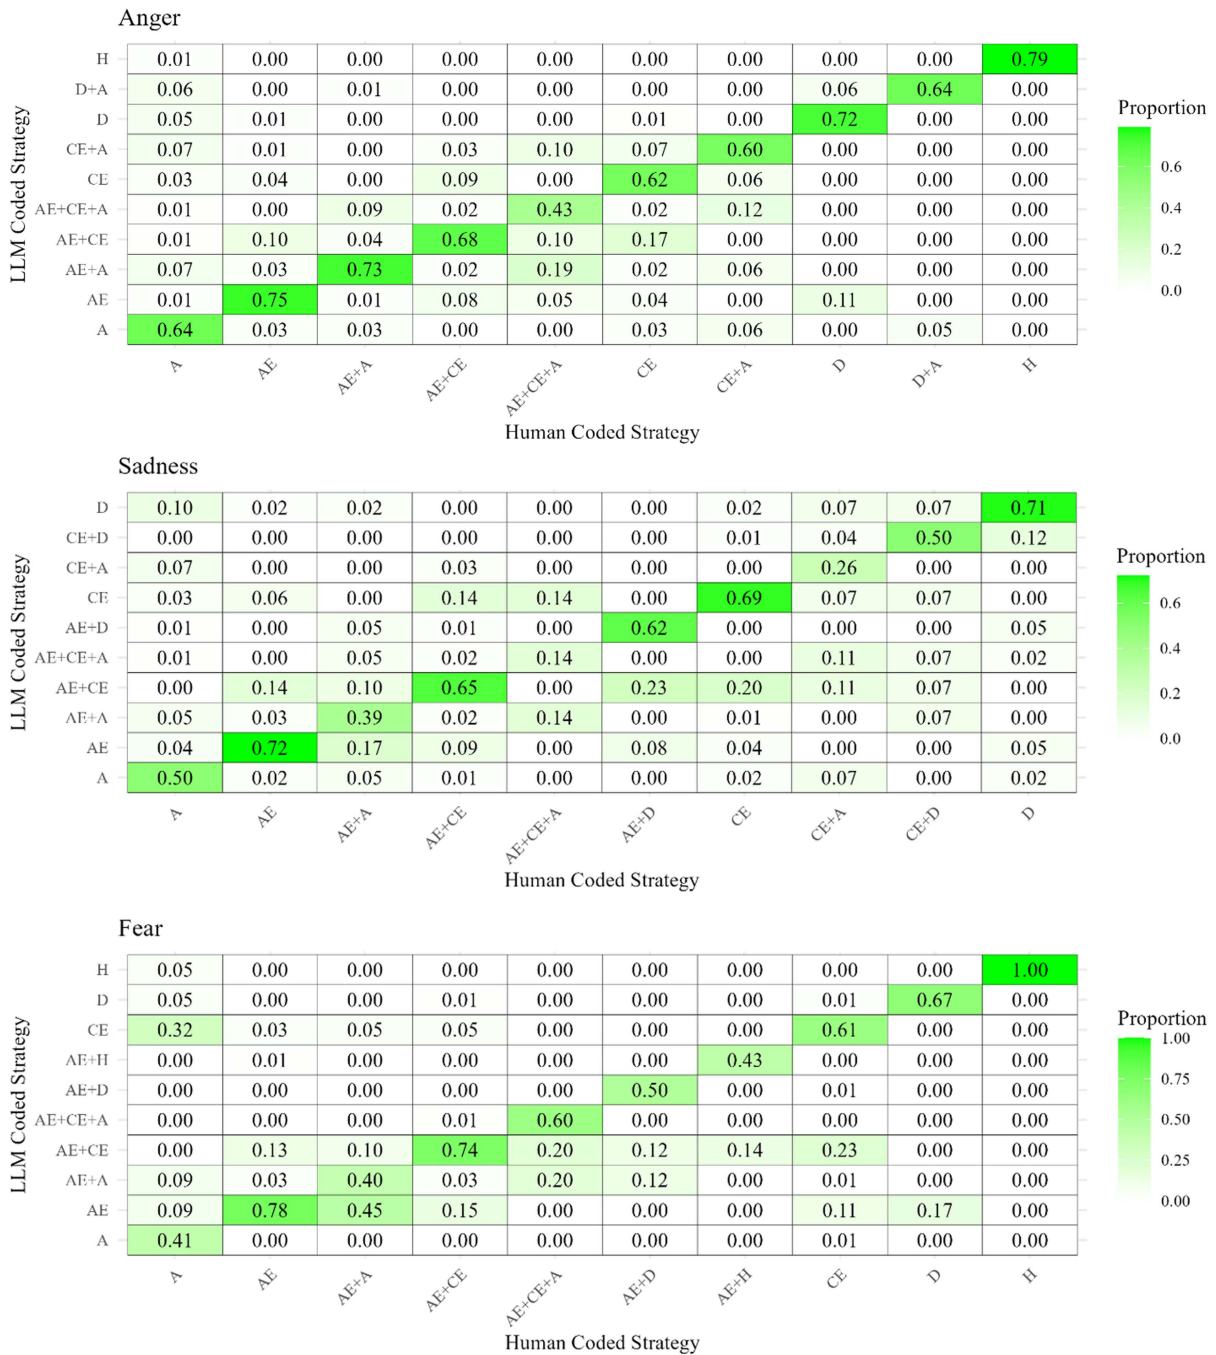 Anger
LLM Coded Strategy
H 0.01 0.00 0.00 0.00 0.00 0.00 0.00 0.00 0.00 0.79
D+A 0.06 0.00 0.01 0.00 0.00 0.00 0.00 0.06 0.64 0.00
D 0.05 0.01 0.00 0.00 0.00 0.01 0.00 0.72 0.00 0.00
CE+A 0.07 0.01 0.00 0.03 0.10 0.07 0.60 0.00 0.00 0.00
CE 0.03 0.04 0.00 0.09 0.00 0.62 0.06 0.00 0.00 0.00
AE+CE+A 0.01 0.00 0.09 0.02 0.43 0.02 0.12 0.00 0.00 0.00
AE+CE 0.01 0.10 0.04 0.68 0.10 0.17 0.00 0.00 0.00 0.00
AE+A 0.07 0.03 0.73 0.02 0.19 0.02 0.06 0.00 0.00 0.00
AE 0.01 0.75 0.01 0.08 0.05 0.04 0.00 0.11 0.00 0.00
A 0.64 0.03 0.03 0.00 0.00 0.03 0.06 0.00 0.05 0.00
A AE AE+A AE+CE AE+CE+A CE CE+A D D+A H
Human Coded Strategy
Proportion
0.6
0.4
0.2
0.0
Sadness
LLM Coded Strategy
D 0.10 0.02 0.02 0.00 0.00 0.00 0.02 0.07 0.07 0.71
CE+D 0.00 0.00 0.00 0.00 0.00 0.00 0.01 0.04 0.50 0.12
CE+A 0.07 0.00 0.00 0.03 0.00 0.00 0.00 0.26 0.00 0.00
CE 0.03 0.06 0.00 0.14 0.14 0.00 0.69 0.07 0.07 0.00
AE+D 0.01 0.00 0.05 0.01 0.00 0.62 0.00 0.00 0.00 0.05
AE+CE+A 0.01 0.00 0.05 0.02 0.14 0.00 0.00 0.11 0.07 0.02
AE+CE 0.00 0.14 0.10 0.65 0.00 0.23 0.20 0.11 0.07 0.00
AE+A 0.05 0.03 0.39 0.02 0.14 0.00 0.01 0.00 0.07 0.00
AE 0.04 0.72 0.17 0.09 0.00 0.08 0.04 0.00 0.00 0.05
A 0.50 0.02 0.05 0.01 0.00 0.00 0.02 0.07 0.00 0.02
A AE AE+A AE+CE AE+CE+A AE+D CE CE+A CE+D D
Human Coded Strategy
Proportion
0.6
0.4
0.2
0.0
Fear
LLM Coded Strategy
H 0.05 0.00 0.00 0.00 0.00 0.00 0.00 0.00 0.00 1.00
D 0.05 0.00 0.00 0.01 0.00 0.00 0.00 0.01 0.67 0.00
CE 0.32 0.03 0.05 0.05 0.00 0.00 0.00 0.61 0.00 0.00
AE+H 0.00 0.01 0.00 0.00 0.00 0.00 0.43 0.00 0.00 0.00
AE+D 0.00 0.00 0.00 0.00 0.00 0.50 0.00 0.01 0.00 0.00
AE+CE+A 0.00 0.00 0.00 0.01 0.60 0.00 0.00 0.00 0.00 0.00
AE+CE 0.00 0.13 0.10 0.74 0.20 0.12 0.14 0.23 0.00 0.00
AE+A 0.09 0.03 0.40 0.03 0.20 0.12 0.00 0.01 0.00 0.00
AE 0.09 0.78 0.45 0.15 0.00 0.00 0.00 0.11 0.17 0.00
A 0.41 0.00 0.00 0.00 0.00 0.00 0.00 0.01 0.00 0.00
A AE AE+A AE+CE AE+CE+A AE+D AE+H CE D H
Human Coded Strategy
Proportion
1.00
0.75
0.50
0.25
0.00